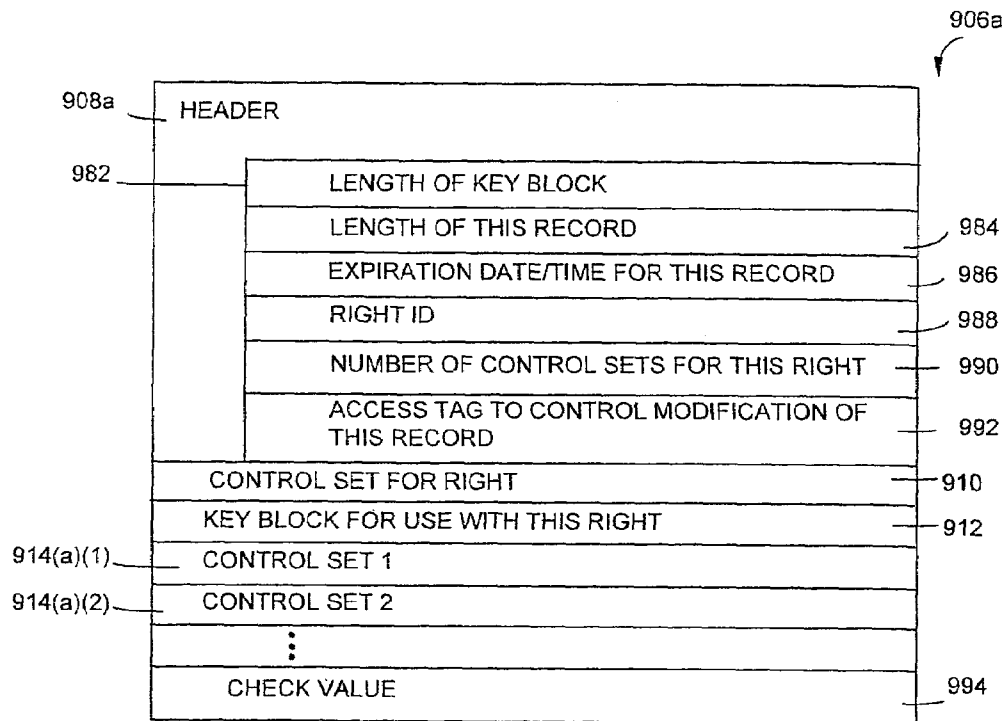 906a
908a
HEADER
982
LENGTH OF KEY BLOCK
LENGTH OF THIS RECORD
984
EXPIRATION DATE/TIME FOR THIS RECORD
986
RIGHT ID
988
NUMBER OF CONTROL SETS FOR THIS RIGHT
990
ACCESS TAG TO CONTROL MODIFICATION OF
THIS RECORD
992
CONTROL SET FOR RIGHT
910
KEY BLOCK FOR USE WITH THIS RIGHT
912
914(a)(1)
CONTROL SET 1
914(a)(2)
CONTROL SET 2
CHECK VALUE
994